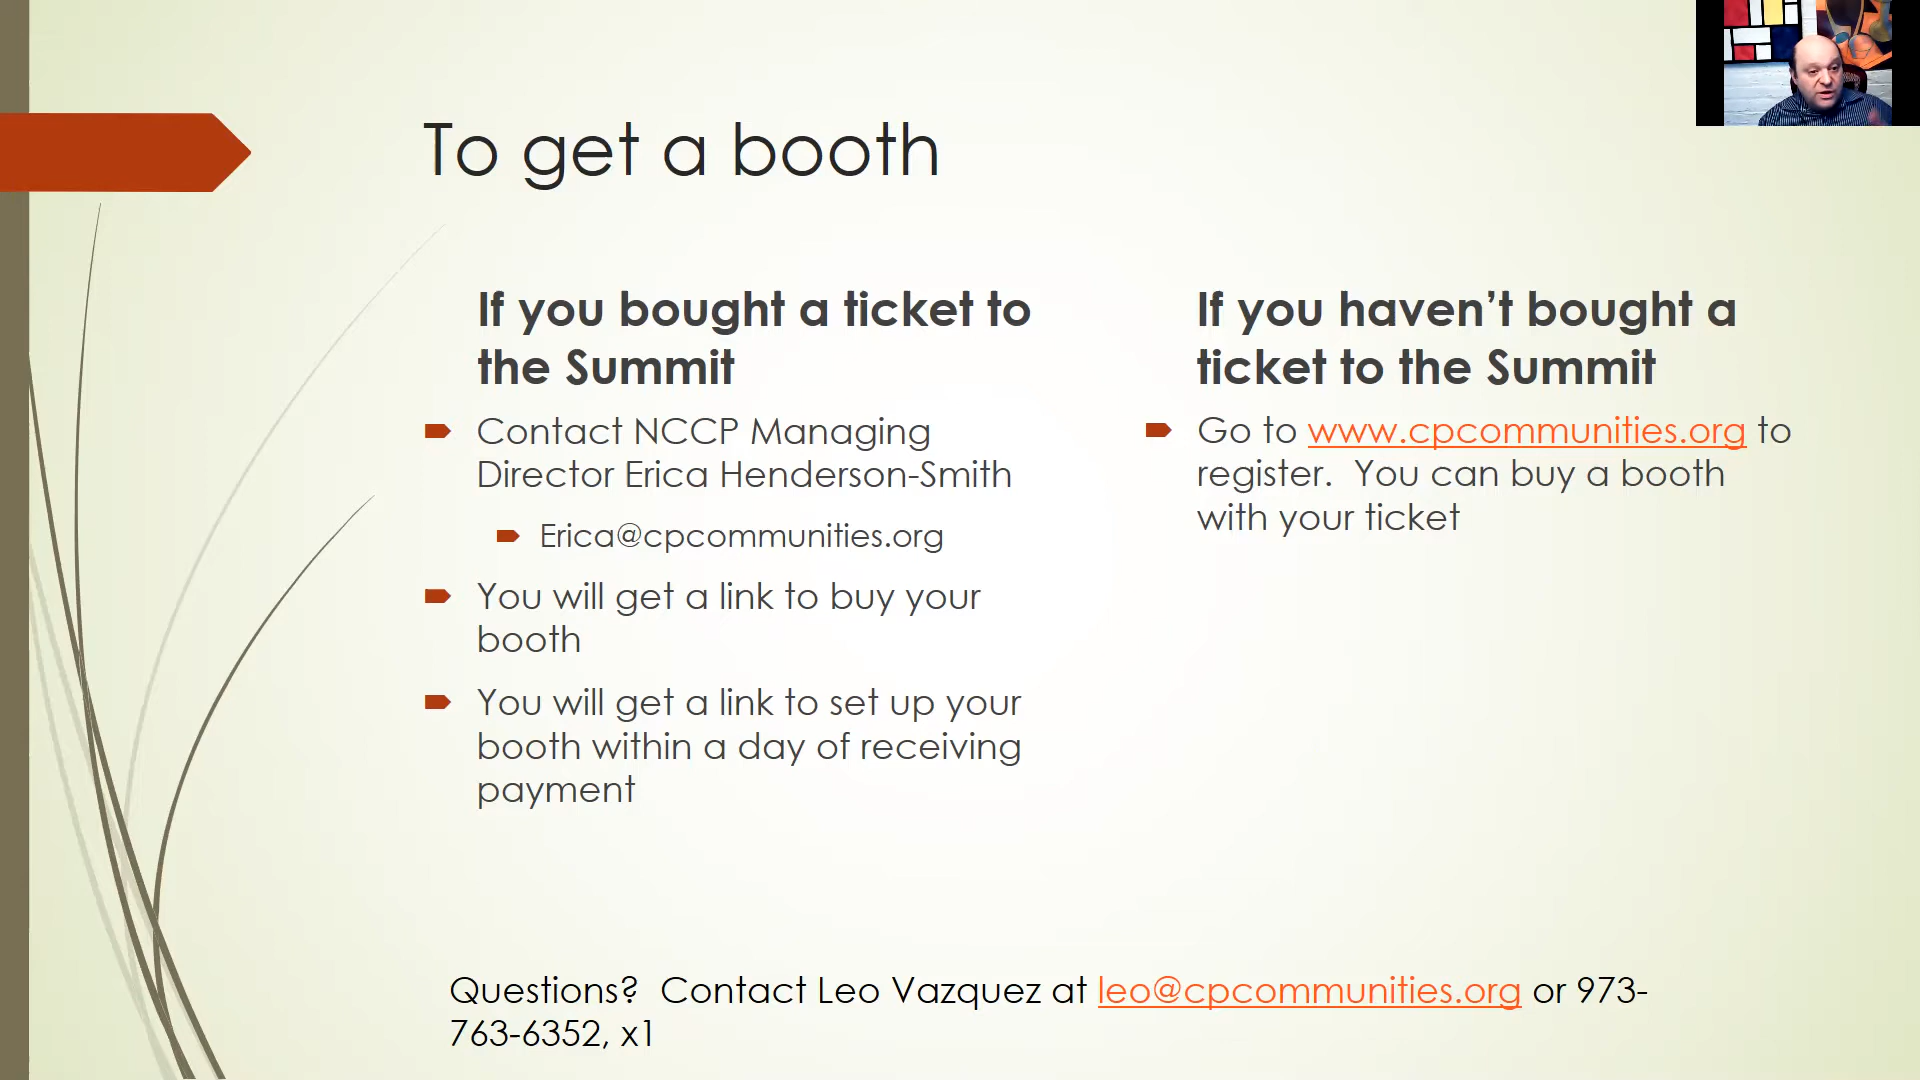 To get a booth
If you bought a ticket to
the Summit
Contact NCCP Managing
Director Erica Henderson-Smith
Erica@cpcommunities.org
You will get a link to buy your
booth
You will get a link to set up your
booth within a day of receiving
payment
If you haven’t bought a
ticket to the Summit
Go to www.cpcommunities.org to
register.  You can buy a booth
with your ticket
Questions?  Contact Leo Vazquez at leo@cpcommunities.org or 973-
763-6352, x1